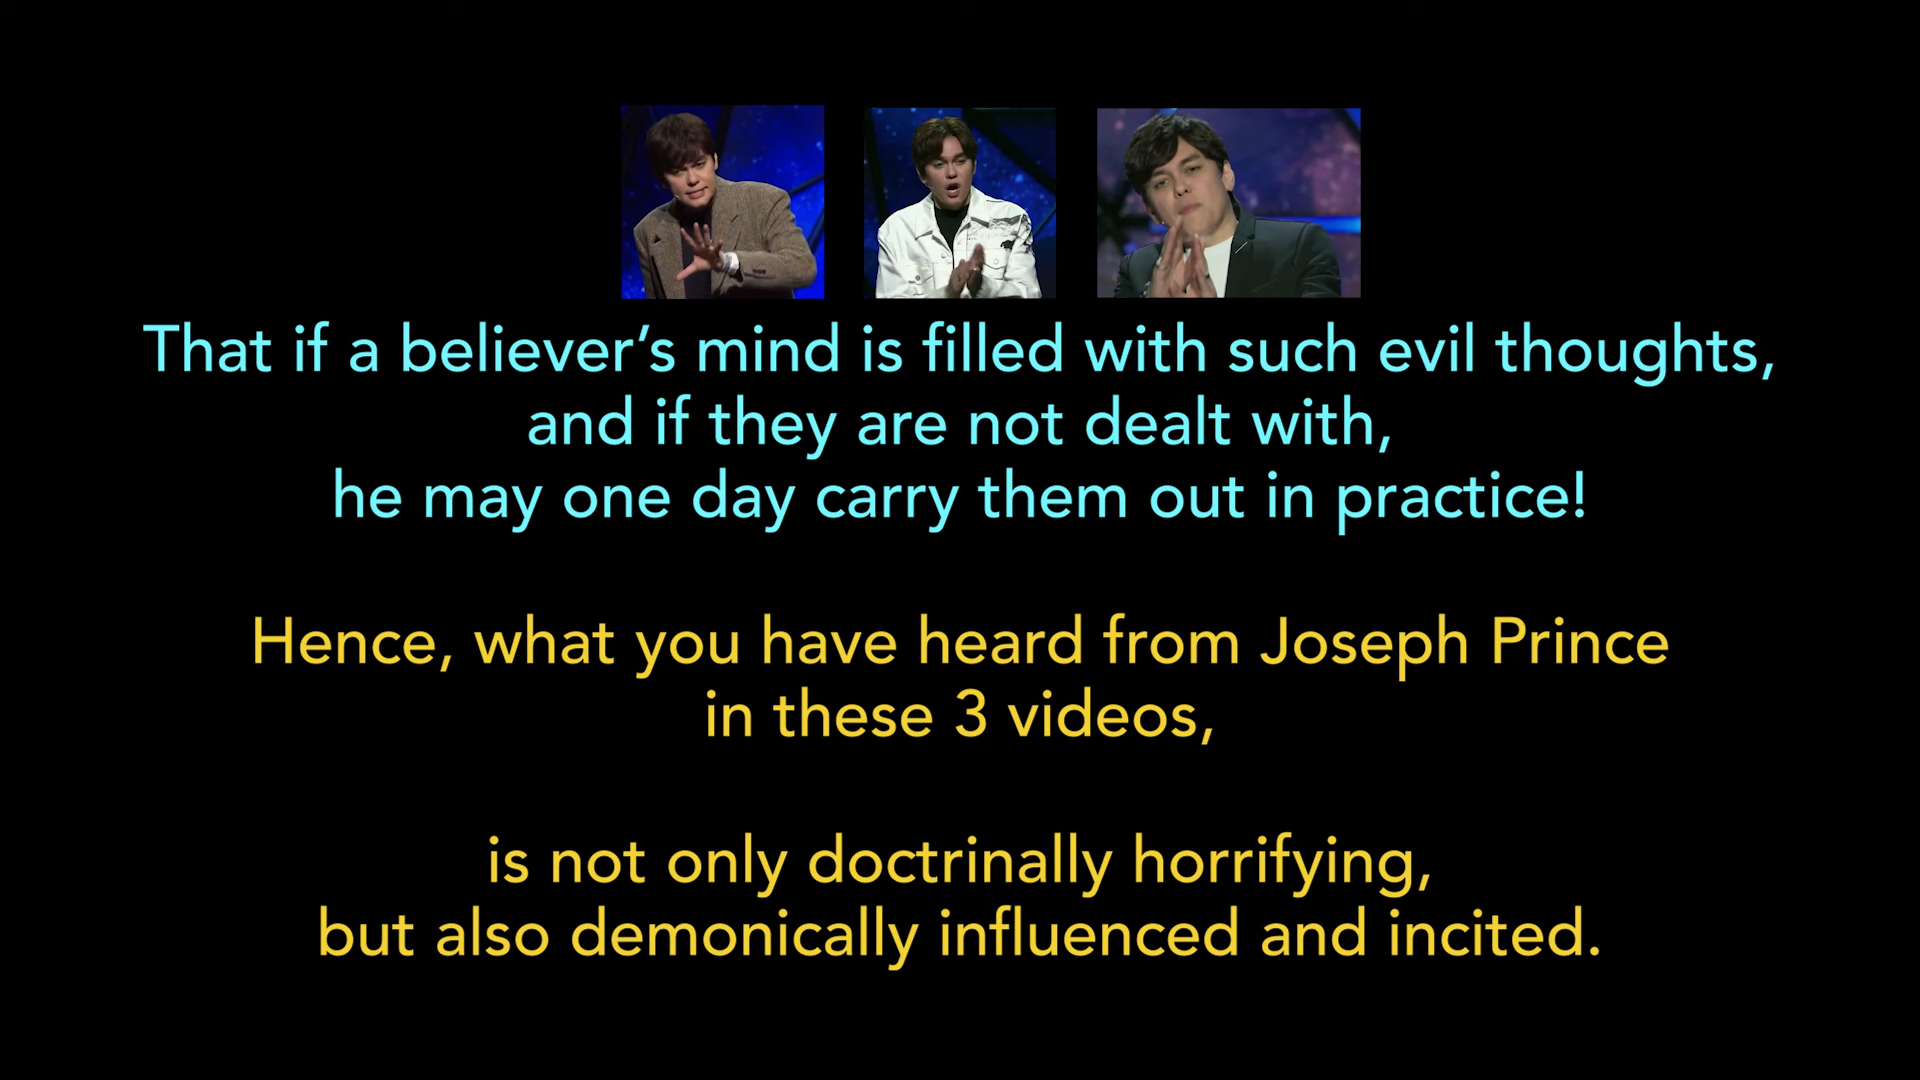 That if a believer’s mind is filled with such evil thoughts,
and if they are not dealt with,
he may one day carry them out in practice!
Hence, what you have heard from Joseph Prince
in these 3 videos,
is not only doctrinally horrifying,
but also demonically influenced and incited.